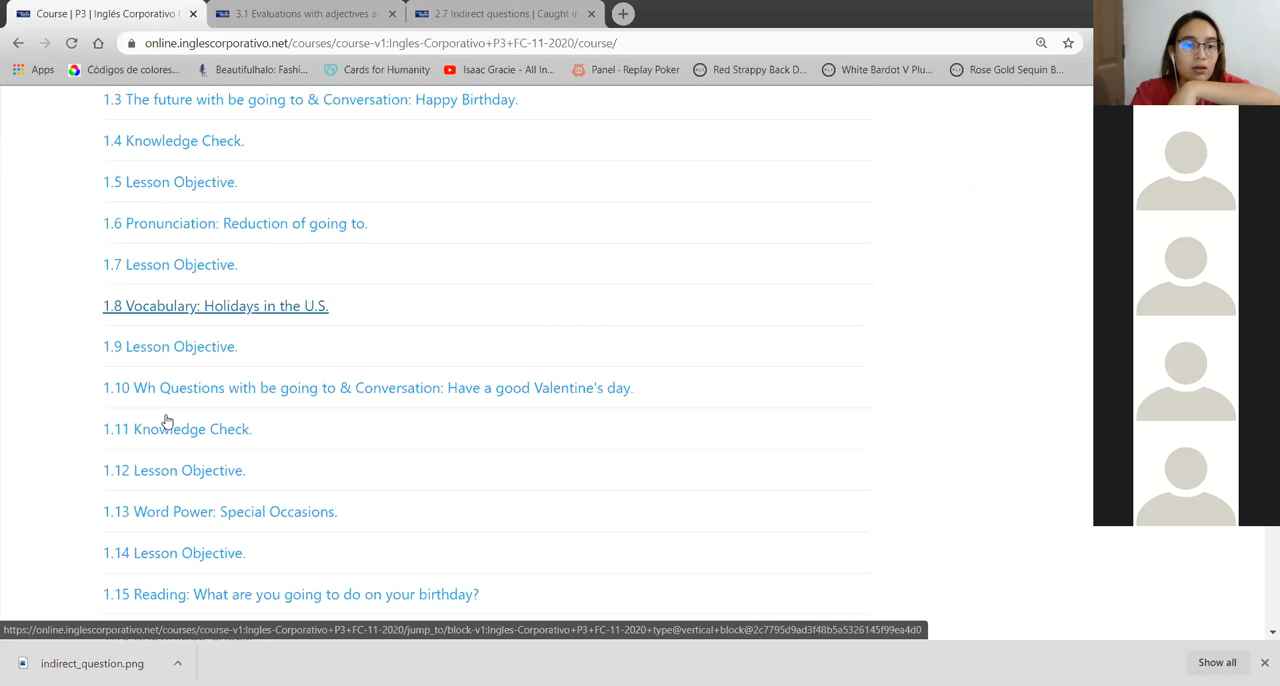 Course | P3 | Inglés Corporativo
3.1 Evaluations with adjectives
2.7 Indirect questions | Caught in
online.inglescorporativo.net/courses/course-v1:Ingles-Corporativo+P3+FC-11-2020/course/
Apps
Códigos de colores...
Beautifulhalo: Fashi...
Cards for Humanity
Isaac Gracie - All In...
Panel · Replay Poker
Red Strappy Back D...
White Bardot V Plu...
Rose Gold Sequin B...
1.3 The future with be going to & Conversation: Happy Birthday.
1.4 Knowledge Check.
1.5 Lesson Objective.
1.6 Pronunciation: Reduction of going to.
1.7 Lesson Objective.
1.8 Vocabulary: Holidays in the U.S.
1.9 Lesson Objective.
1.10 Wh Questions with be going to & Conversation: Have a good Valentine's day.
1.11 Knowledge Check.
1.12 Lesson Objective.
1.13 Word Power: Special Occasions.
1.14 Lesson Objective.
1.15 Reading: What are you going to do on your birthday?
https://online.inglescorporativo.net/courses/course-v1:Ingles-Corporativo+P3+FC-11-2020/jump_to/block-v1:Ingles-Corporativo+P3+FC-11-2020+type@vertical+block@2c7795d9ad3f48b5a5326145f99ea4d0
indirect_question.png
Show all